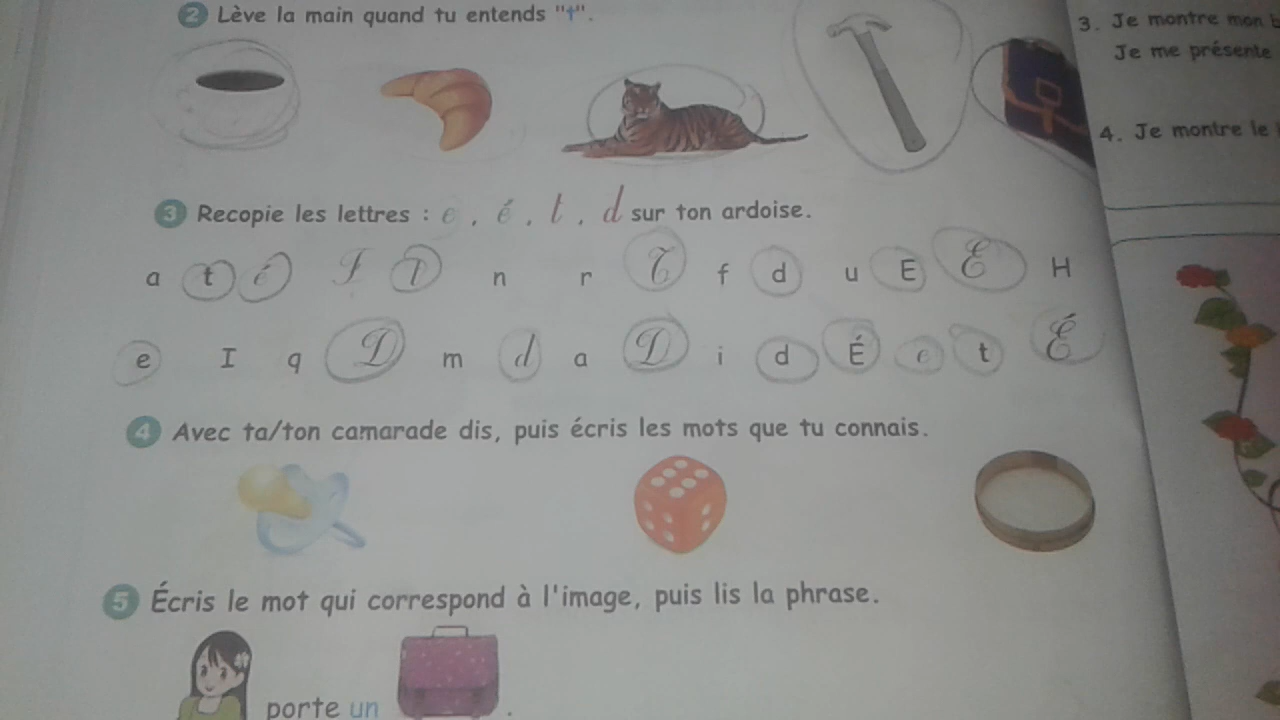 2 Lève la main quand tu entends "t".
3 Recopie les lettres : e , é , t , d sur ton ardoise.
a t é I T n r T f d u E E H
e I q D m d a D i d É e t É
4 Avec ta/ton camarade dis, puis écris les mots que tu connais.
5 Écris le mot qui correspond à l'image, puis lis la phrase.
porte un .
3. Je montre mon
Je me présente.
4. Je montre le